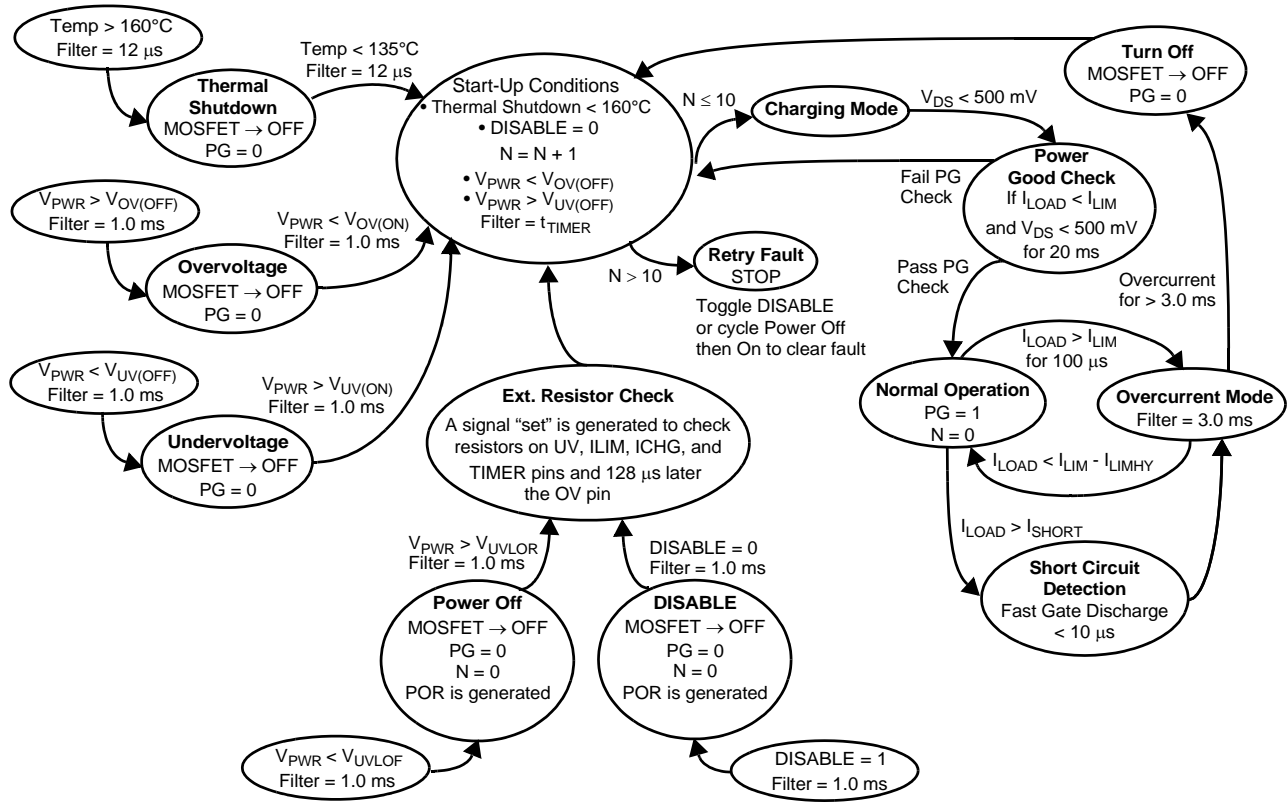 Temp > 160°C
Filter = 12 μs
Thermal
Shutdown
MOSFET → OFF
PG = 0
Temp < 135°C
Filter = 12 μs
VPWR > VOV(OFF)
Filter = 1.0 ms
Overvoltage
MOSFET → OFF
PG = 0
VPWR < VOV(ON)
Filter = 1.0 ms
VPWR < VUV(OFF)
Filter = 1.0 ms
Undervoltage
MOSFET → OFF
PG = 0
VPWR > VUV(ON)
Filter = 1.0 ms
Start-Up Conditions
• Thermal Shutdown < 160°C
• DISABLE = 0
N = N + 1
• VPWR < VOV(OFF)
• VPWR > VUV(OFF)
Filter = tTIMER
N ≤ 10
Charging Mode
VDS < 500 mV
Power
Good Check
If ILOAD < ILIM
and VDS < 500 mV
for 20 ms
Fail PG
Check
Pass PG
Check
N > 10
Retry Fault
STOP
Toggle DISABLE
or cycle Power Off
then On to clear fault
Turn Off
MOSFET → OFF
PG = 0
Overcurrent
for > 3.0 ms
ILOAD > ILIM
for 100 μs
Normal Operation
PG = 1
N = 0
Overcurrent Mode
Filter = 3.0 ms
ILOAD < ILIM - ILIMHY
ILOAD > ISHORT
Short Circuit
Detection
Fast Gate Discharge
< 10 μs
Ext. Resistor Check
A signal “set” is generated to check
resistors on UV, ILIM, ICHG, and
TIMER pins and 128 μs later
the OV pin
VPWR > VUVLOR
Filter = 1.0 ms
DISABLE = 0
Filter = 1.0 ms
Power Off
MOSFET → OFF
PG = 0
N = 0
POR is generated
DISABLE
MOSFET → OFF
PG = 0
N = 0
POR is generated
VPWR < VUVLOF
Filter = 1.0 ms
DISABLE = 1
Filter = 1.0 ms